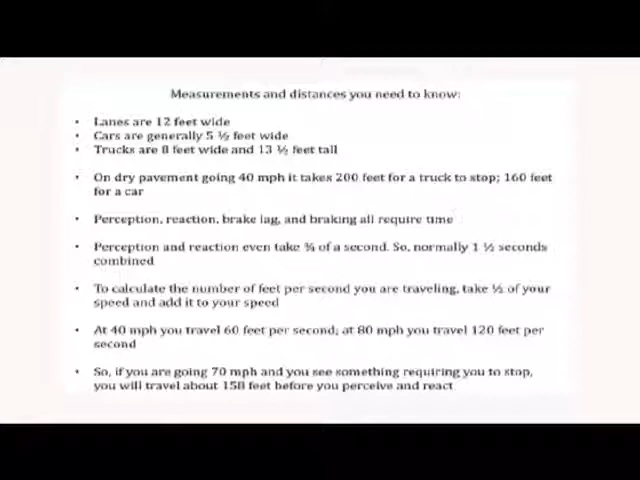 Measurements and distances you need to know:
• Lanes are 12 feet wide
• Cars are generally 5 ½ feet wide
• Trucks are 8 feet wide and 13 ½ feet tall
• On dry pavement going 40 mph it takes 200 feet for a truck to stop; 160 feet
for a car
• Perception, reaction, brake lag, and braking all require time
• Perception and reaction even take ¾ of a second. So, normally 1 ½ seconds
combined
• To calculate the number of feet per second you are traveling, take ½ of your
speed and add it to your speed
• At 40 mph you travel 60 feet per second; at 80 mph you travel 120 feet per
second
• So, if you are going 70 mph and you see something requiring you to stop,
you will travel about 158 feet before you perceive and react